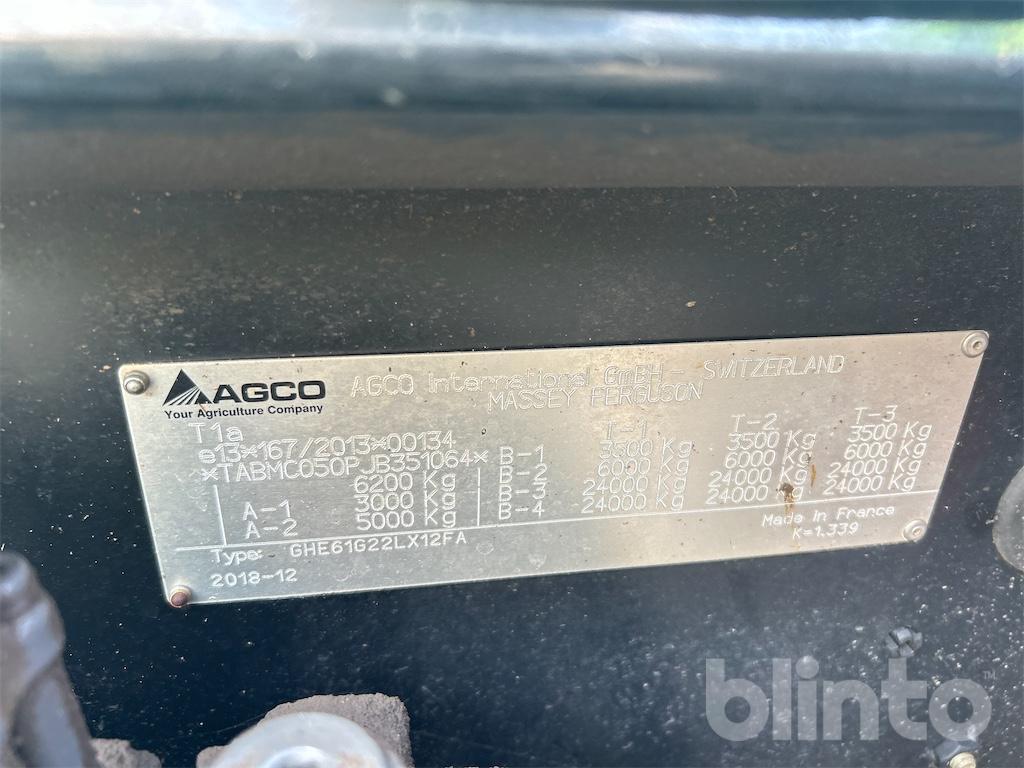 AGCO
Your Agriculture Company
AGCO International GmBH - SWITZERLAND
MASSEY FERGUSON
T1a
e13*167/2013*00134
*TABMC050PJB351064*
6200 Kg
A-1 3000 Kg
A-2 5000 Kg
T-1 T-2 T-3
B-1 3500 Kg 3500 Kg 3500 Kg
B-2 6000 Kg 6000 Kg 6000 Kg
B-3 24000 Kg 24000 Kg 24000 Kg
B-4 24000 Kg 24000 Kg 24000 Kg
Type: GHE61G22LX12FA
Made In France
2018-12
K=1.339
blinto™